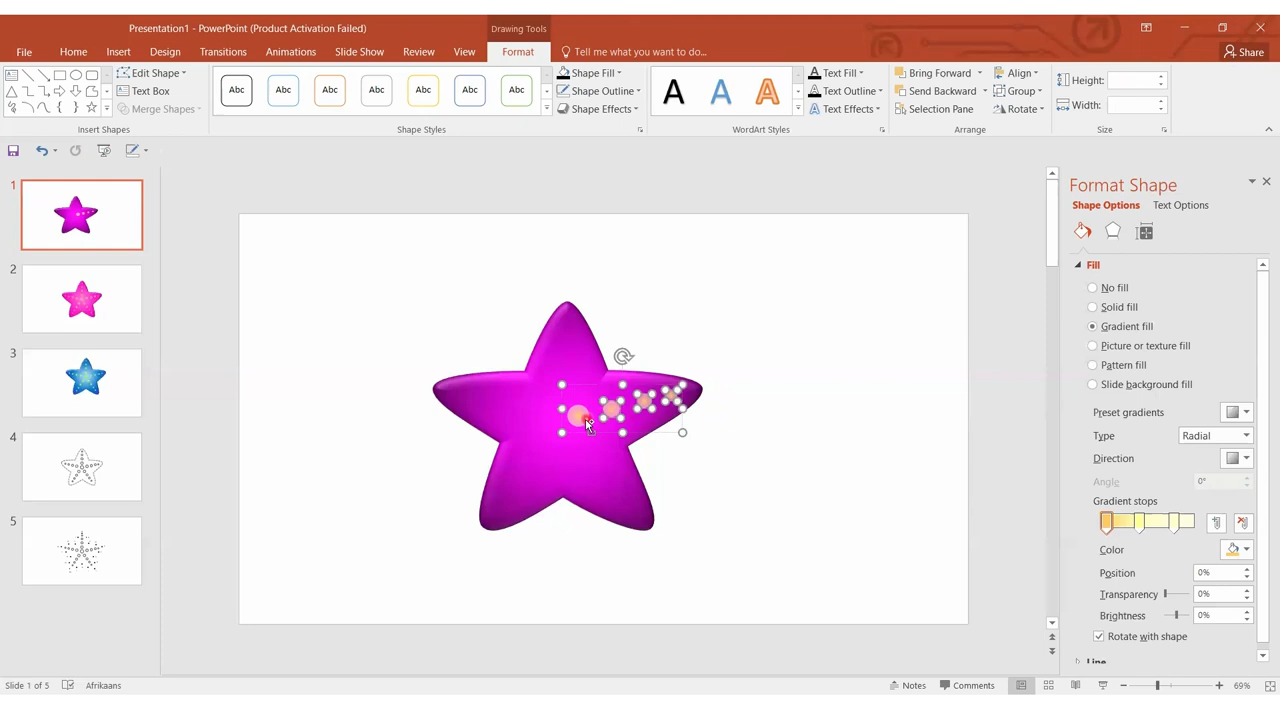 Presentation1 - PowerPoint (Product Activation Failed)
Drawing Tools
File Home Insert Design Transitions Animations Slide Show Review View Format Tell me what you want to do... Share
Edit Shape
Text Box
Merge Shapes
Insert Shapes
Abc Abc Abc Abc Abc Abc Abc
Shape Styles
Shape Fill
Shape Outline
Shape Effects
A A A
WordArt Styles
Text Fill
Text Outline
Text Effects
Bring Forward
Send Backward
Selection Pane
Align
Group
Rotate
Arrange
Height:
Width:
Size
1
2
3
4
5
Format Shape
Shape Options Text Options
Fill
No fill
Solid fill
Gradient fill
Picture or texture fill
Pattern fill
Slide background fill
Preset gradients
Type Radial
Direction
Angle 0°
Gradient stops
Color
Position 0%
Transparency 0%
Brightness 0%
Rotate with shape
Line
Slide 1 of 5 Afrikaans Notes Comments 69%